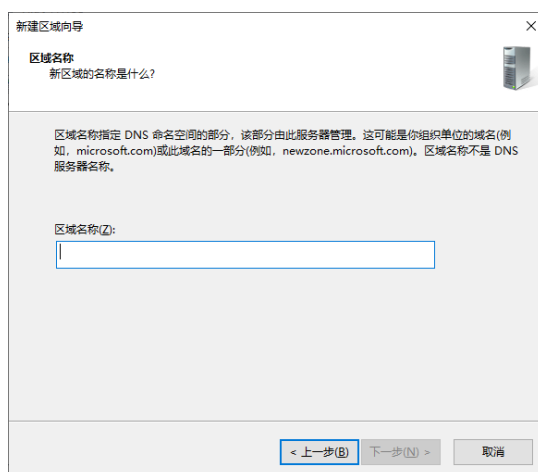 新建区域向导
区域名称
新区域的名称是什么?
区域名称指定 DNS 命名空间的部分，该部分由此服务器管理。这可能是你组织单位的域名(例
如，microsoft.com)或此域名的一部分(例如，newzone.microsoft.com)。区域名称不是 DNS
服务器名称。
区域名称(Z):
< 上一步(B)
下一步(N) >
取消